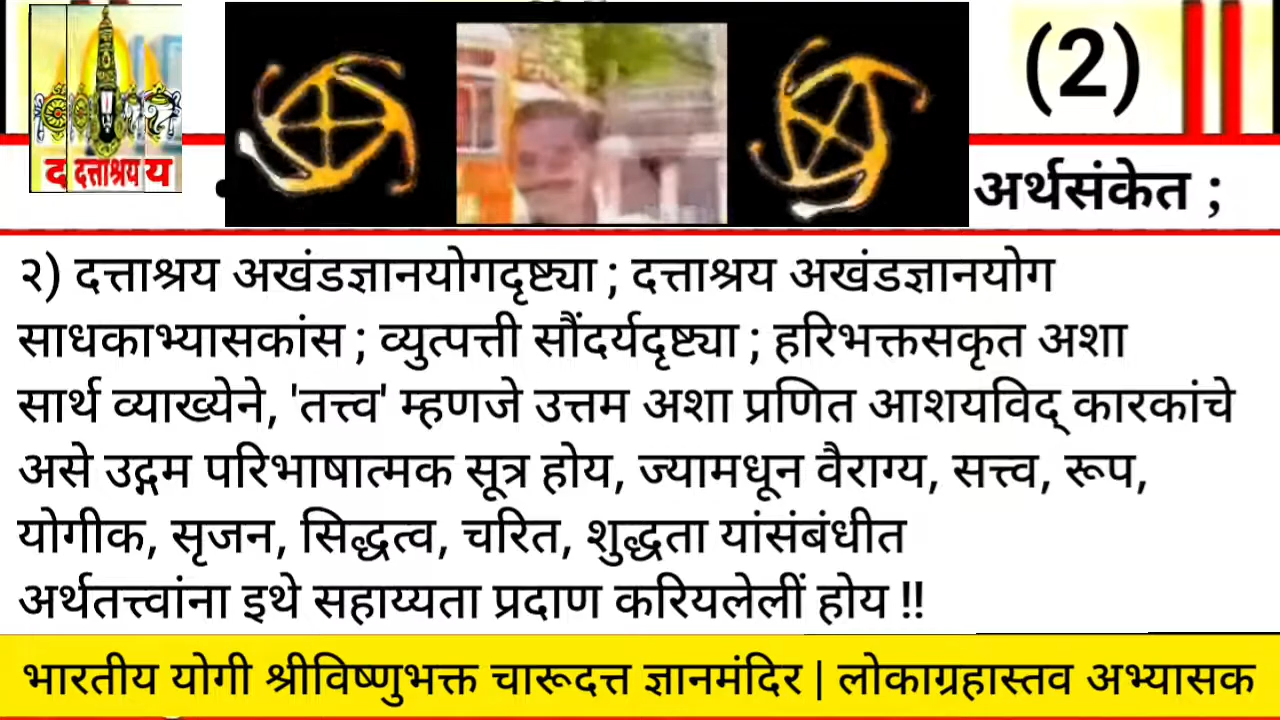 (2)
द दत्ताश्रय य
अर्थसंकेत ;
२) दत्ताश्रय अखंडज्ञानयोगदृष्ट्या ; दत्ताश्रय अखंडज्ञानयोग
साधकाभ्यासकांस ; व्युत्पत्ती सौंदर्यदृष्ट्या ; हरिभक्तसकृत अशा
सार्थ व्याख्येने, 'तत्त्व' म्हणजे उत्तम अशा प्रणित आशयविद् कारकांचे
असे उद्गम परिभाषात्मक सूत्र होय, ज्यामधून वैराग्य, सत्त्व, रूप,
योगीक, सृजन, सिद्धत्व, चरित, शुद्धता यांसंबंधीत
अर्थतत्त्वांना इथे सहाय्यता प्रदाण करियलेलीं होय !!
भारतीय योगी श्रीविष्णुभक्त चारूदत्त ज्ञानमंदिर | लोकाग्रहास्तव अभ्यासक